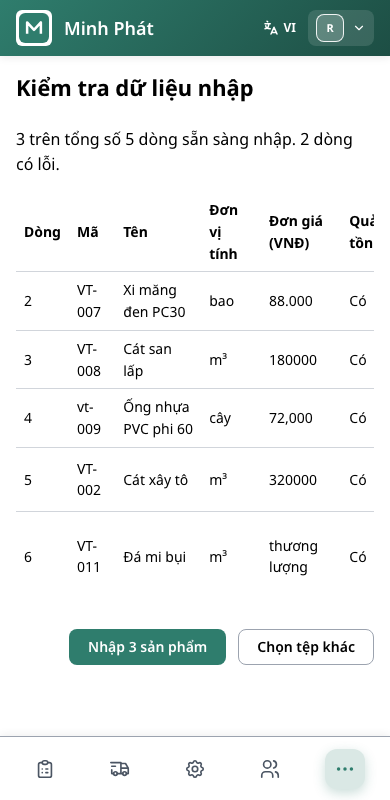 Minh Phát
VI
R
Kiểm tra dữ liệu nhập
3 trên tổng số 5 dòng sẵn sàng nhập. 2 dòng
có lỗi.
Dòng Mã Tên Đơn vị tính Đơn giá (VNĐ) tồn
2 VT-007 Xi măng đen PC30 bao 88.000 Có
3 VT-008 Cát san lấp m³ 180000 Có
4 vt-009 Ống nhựa PVC phi 60 cây 72,000 Có
5 VT-002 Cát xây tô m³ 320000 Có
6 VT-011 Đá mi bụi m³ thương lượng Có
Nhập 3 sản phẩm
Chọn tệp khác